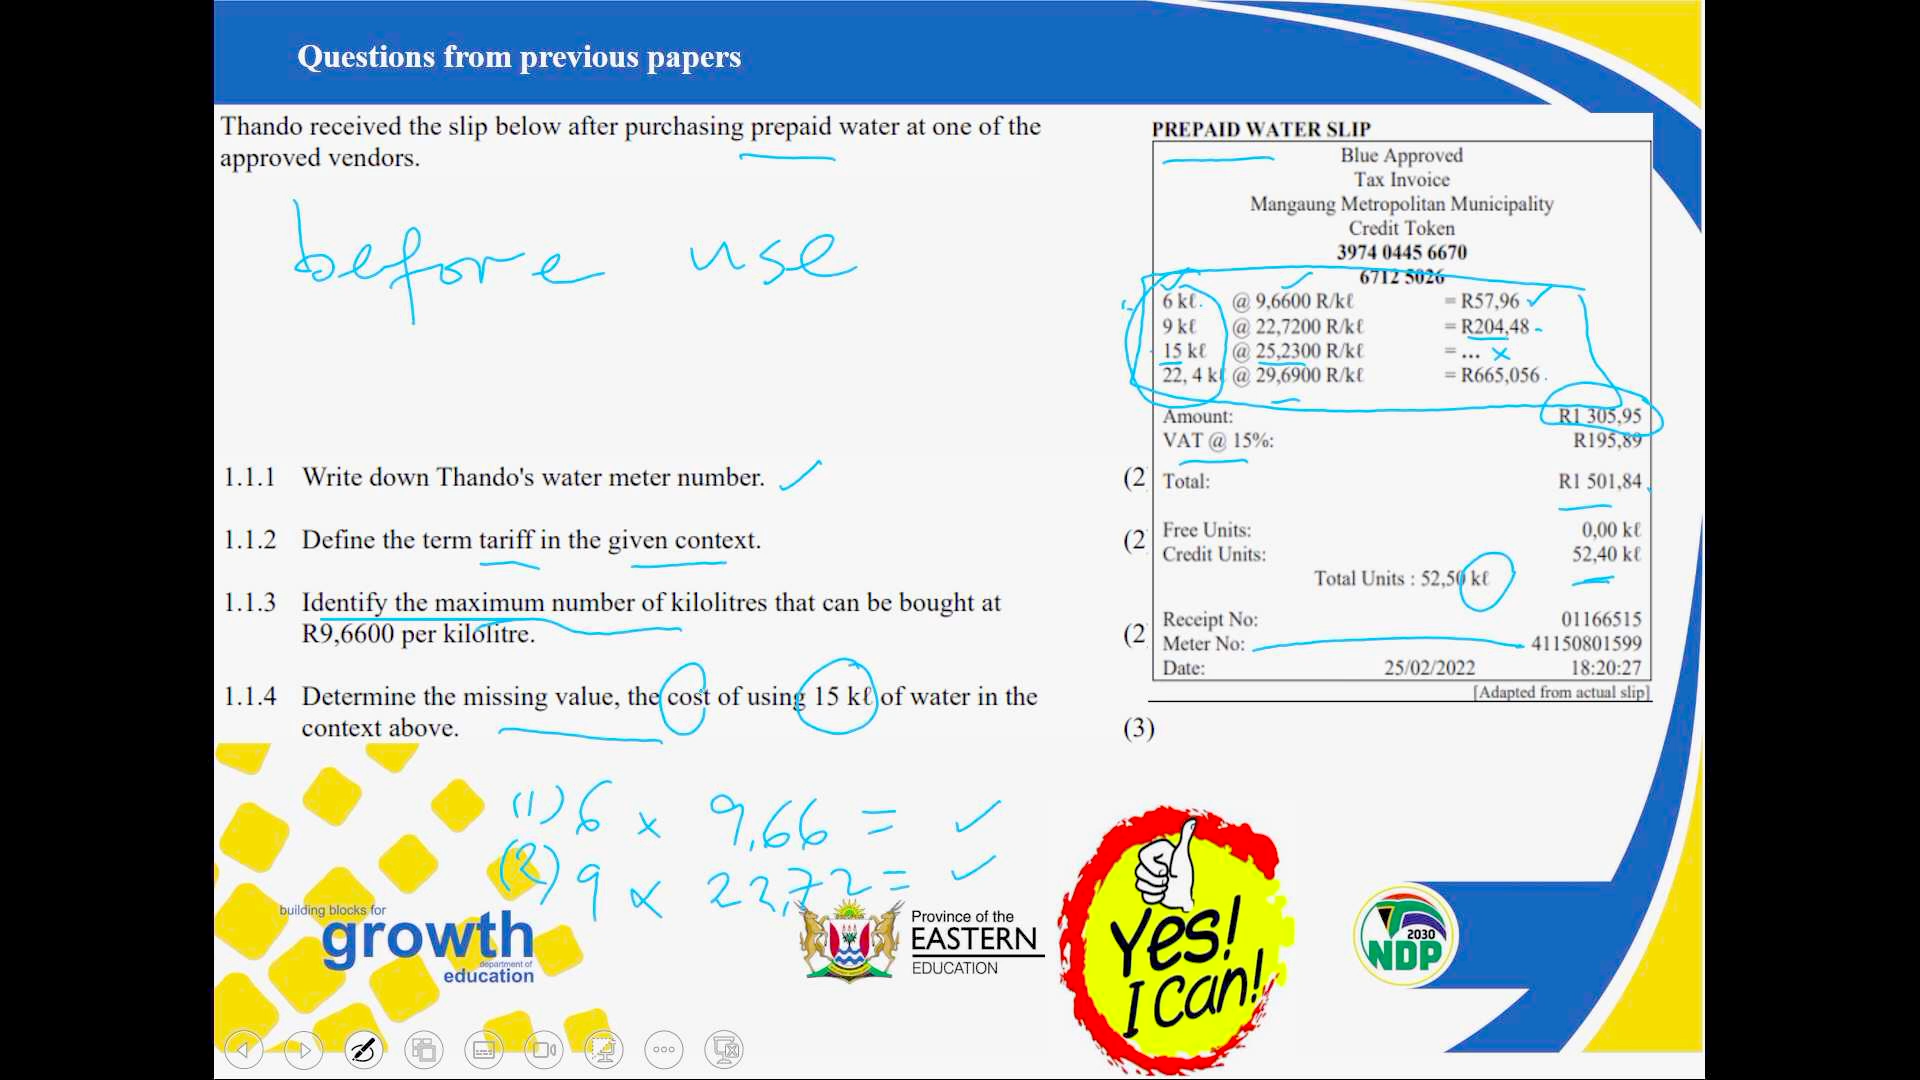 Questions from previous papers
Thando received the slip below after purchasing prepaid water at one of the
approved vendors.
before use
1.1.1 Write down Thando's water meter number. (2
1.1.2 Define the term tariff in the given context. (2
1.1.3 Identify the maximum number of kilolitres that can be bought at
R9,6600 per kilolitre. (2
1.1.4 Determine the missing value, the cost of using 15 kℓ of water in the
context above. (3)
PREPAID WATER SLIP
Blue Approved
Tax Invoice
Mangaung Metropolitan Municipality
Credit Token
3974 0445 6670
6712 5026
6 kℓ @ 9,6600 R/kℓ = R57,96
9 kℓ @ 22,7200 R/kℓ = R204,48
15 kℓ @ 25,2300 R/kℓ = ...
22, 4 kℓ @ 29,6900 R/kℓ = R665,056
Amount: R1 305,95
VAT @ 15%: R195,89
Total: R1 501,84
Free Units: 0,00 kℓ
Credit Units: 52,40 kℓ
Total Units : 52,50 kℓ
Receipt No: 01166515
Meter No: 41150801599
Date: 25/02/2022 18:20:27
[Adapted from actual slip]
(1) 6 x 9,66 =
(2) 9 x 22,72 =
building blocks for
growth
department of
education
Province of the
EASTERN
EDUCATION
Yes!
I can!
2030
NDP